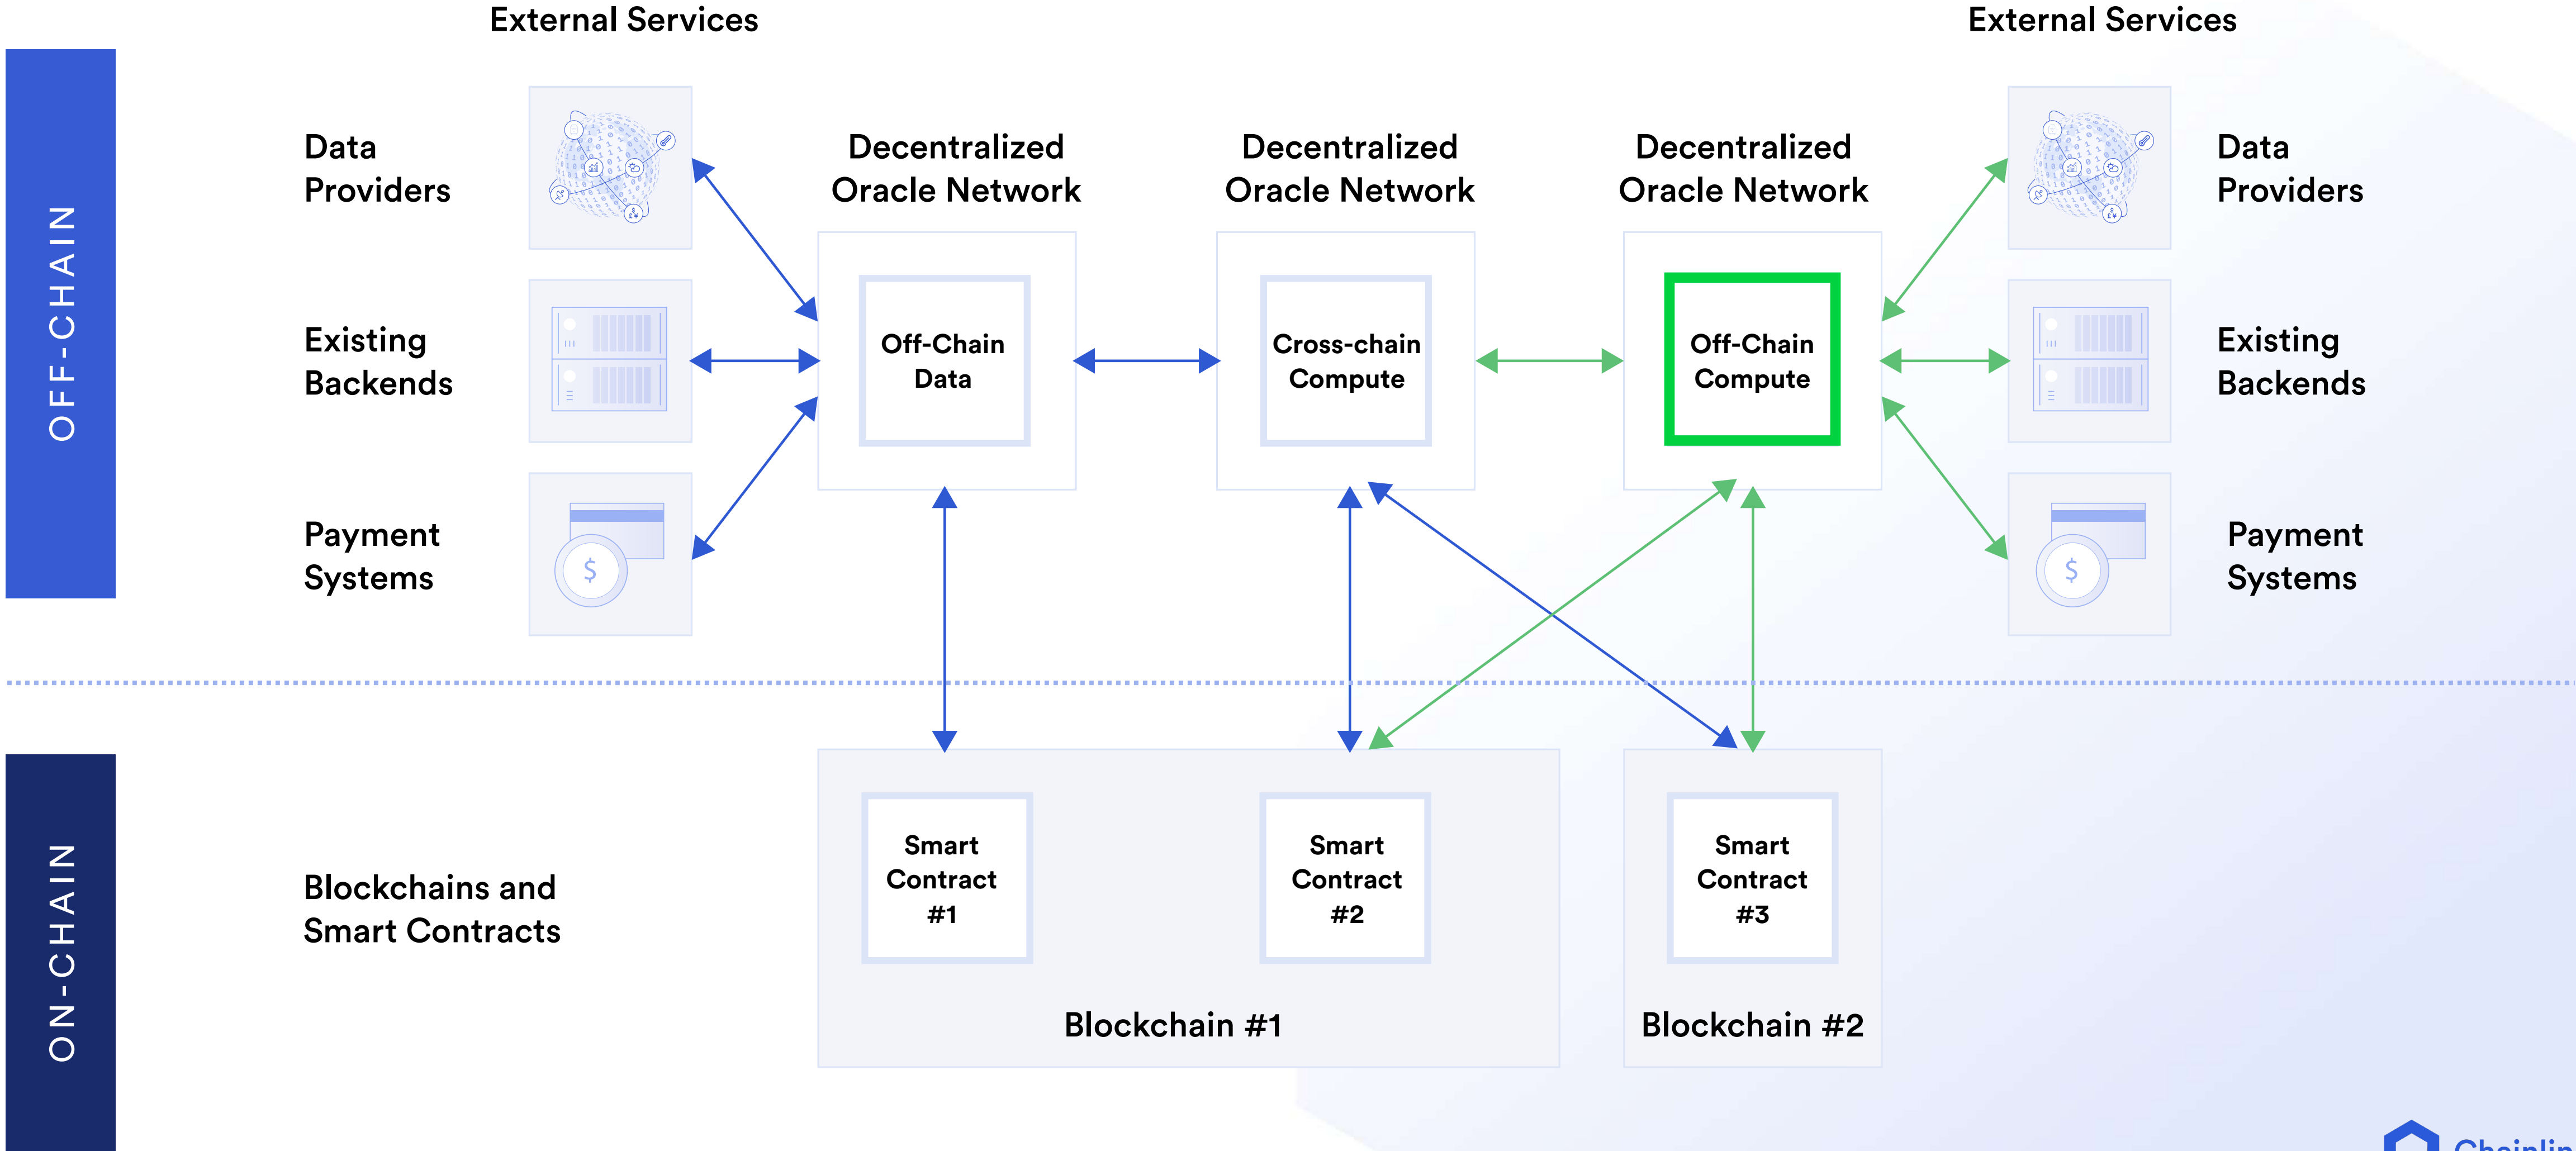 External Services
External Services
OFF-CHAIN
Data
Providers
Existing
Backends
Payment
Systems
$
Decentralized
Oracle Network
Off-Chain
Data
Decentralized
Oracle Network
Cross-chain
Compute
Decentralized
Oracle Network
Off-Chain
Compute
Data
Providers
Existing
Backends
Payment
Systems
$
ON-CHAIN
Blockchains and
Smart Contracts
Smart
Contract
#1
Smart
Contract
#2
Blockchain #1
Smart
Contract
#3
Blockchain #2